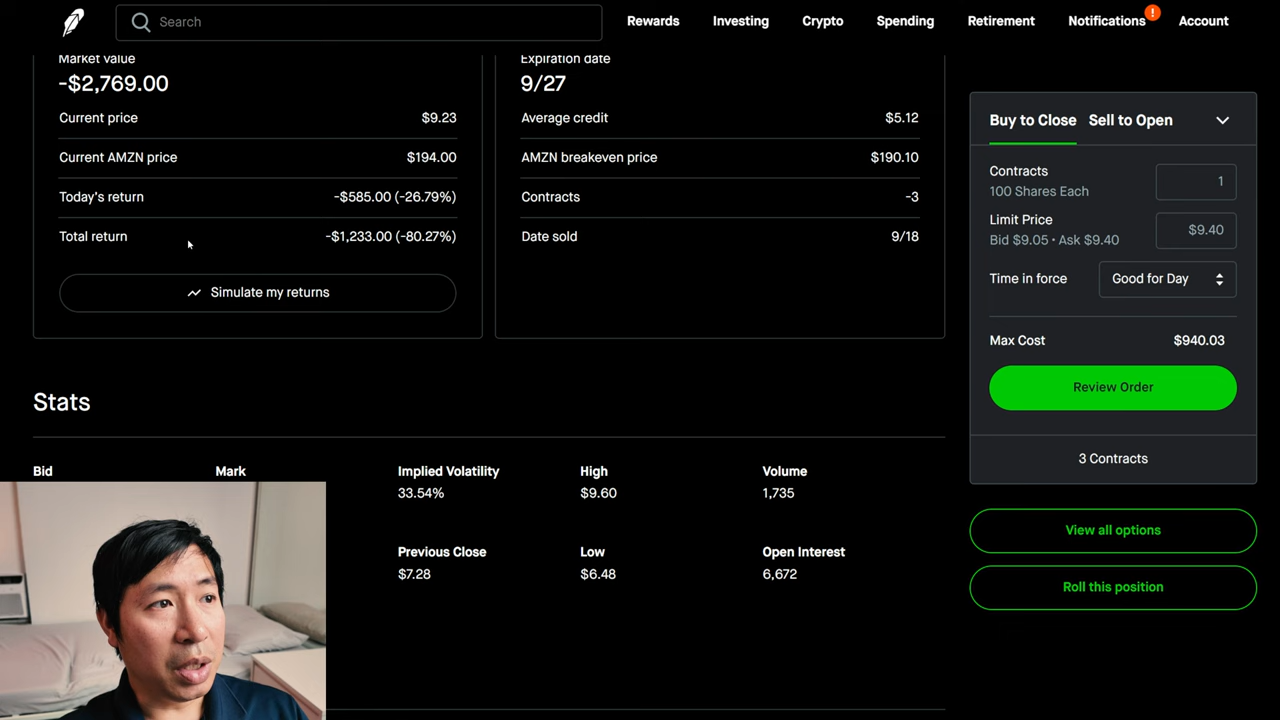 Search
Rewards
Investing
Crypto
Spending
Retirement
Notifications
!
Account
Market value
-$2,769.00
Current price $9.23
Current AMZN price $194.00
Today's return -$585.00 (-26.79%)
Total return -$1,233.00 (-80.27%)
Simulate my returns
Expiration date
9/27
Average credit $5.12
AMZN breakeven price $190.10
Contracts -3
Date sold 9/18
Buy to Close Sell to Open
Contracts 1
100 Shares Each
Limit Price $9.40
Bid $9.05 • Ask $9.40
Time in force Good for Day
Max Cost $940.03
Review Order
3 Contracts
View all options
Roll this position
Stats
Bid Mark Implied Volatility High Volume
33.54% $9.60 1,735
Previous Close Low Open Interest
$7.28 $6.48 6,672